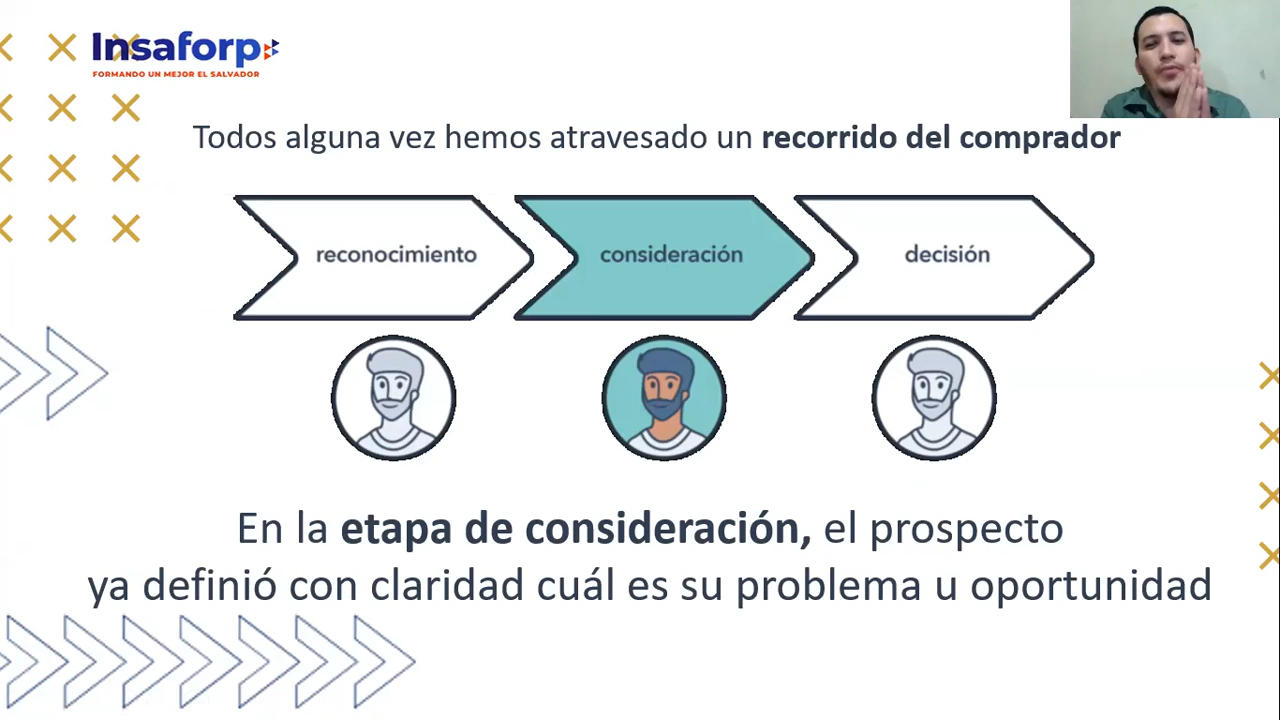 Insaforp
FORMANDO UN MEJOR EL SALVADOR
Todos alguna vez hemos atravesado un recorrido del comprador
reconocimiento
consideración
decisión
En la etapa de consideración, el prospecto
ya definió con claridad cuál es su problema u oportunidad